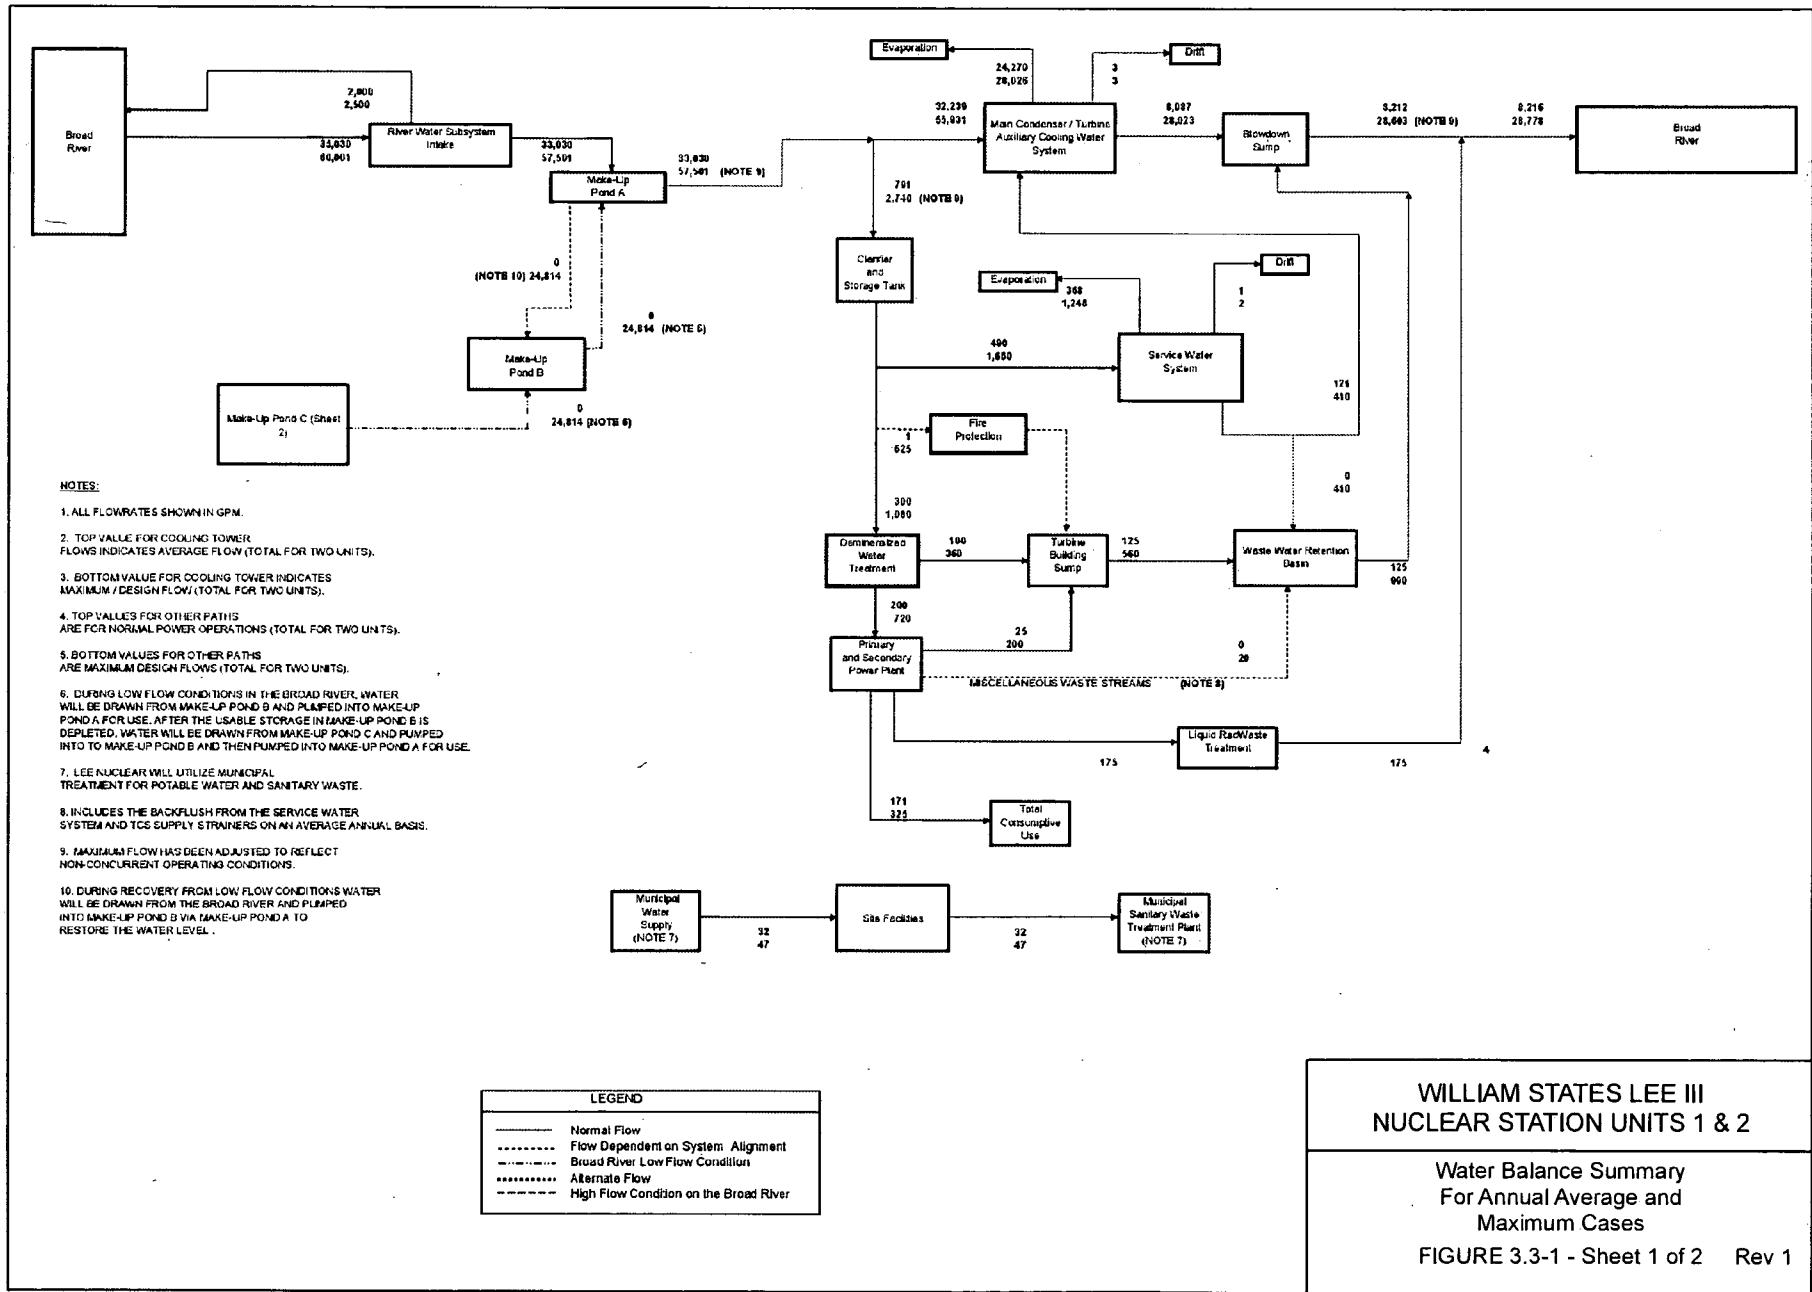 Evaporation
Drift
24,270
28,026
3
3
2,000
2,500
32,239
55,931
8,087
28,023
8,212
28,603 (NOTE 9)
8,216
28,778
Broad
River
River Water Subsystem
Intake
35,030
60,001
33,030
57,501
Main Condenser / Turbine
Auxiliary Cooling Water
System
Blowdown
Sump
Broad
River
33,030
57,501 (NOTE 9)
Make-Up
Pond A
791
2,740 (NOTE 9)
Clarifier
and
Storage Tank
0
(NOTE 10) 24,814
Evaporation
368
1,248
Drift
1
2
0
24,814 (NOTE 6)
Make-Up
Pond B
490
1,660
Service Water
System
121
410
Make-Up Pond C (Sheet
2)
0
24,814 (NOTE 6)
1
625
Fire
Protection
0
410
300
1,080
Demineralized
Water
Treatment
100
360
Turbine
Building
Sump
125
560
Waste Water Retention
Basin
125
990
200
720
Primary
and Secondary
Power Plant
25
200
0
20
MISCELLANEOUS WASTE STREAMS (NOTE 8)
Liquid RadWaste
Treatment
175
175
4
171
325
Total
Consumptive
Use
Municipal
Water
Supply
(NOTE 7)
32
47
Site Facilities
32
47
Municipal
Sanitary Waste
Treatment Plant
(NOTE 7)
NOTES:
1. ALL FLOWRATES SHOWN IN GPM.
2. TOP VALUE FOR COOLING TOWER
FLOWS INDICATES AVERAGE FLOW (TOTAL FOR TWO UNITS).
3. BOTTOM VALUE FOR COOLING TOWER INDICATES
MAXIMUM / DESIGN FLOW (TOTAL FOR TWO UNITS).
4. TOP VALUES FOR OTHER PATHS
ARE FOR NORMAL POWER OPERATIONS (TOTAL FOR TWO UNITS).
5. BOTTOM VALUES FOR OTHER PATHS
ARE MAXIMUM DESIGN FLOWS (TOTAL FOR TWO UNITS).
6. DURING LOW FLOW CONDITIONS IN THE BROAD RIVER, WATER
WILL BE DRAWN FROM MAKE-UP POND B AND PUMPED INTO MAKE-UP
POND A FOR USE. AFTER THE USABLE STORAGE IN MAKE-UP POND B IS
DEPLETED, WATER WILL BE DRAWN FROM MAKE-UP POND C AND PUMPED
INTO TO MAKE-UP POND B AND THEN PUMPED INTO MAKE-UP POND A FOR USE.
7. LEE NUCLEAR WILL UTILIZE MUNICIPAL
TREATMENT FOR POTABLE WATER AND SANITARY WASTE.
8. INCLUDES THE BACKFLUSH FROM THE SERVICE WATER
SYSTEM AND TCS SUPPLY STRAINERS ON AN AVERAGE ANNUAL BASIS.
9. MAXIMUM FLOW HAS BEEN ADJUSTED TO REFLECT
NON-CONCURRENT OPERATING CONDITIONS.
10. DURING RECOVERY FROM LOW FLOW CONDITIONS WATER
WILL BE DRAWN FROM THE BROAD RIVER AND PUMPED
INTO MAKE-UP POND B VIA MAKE-UP POND A TO
RESTORE THE WATER LEVEL .
LEGEND
Normal Flow
Flow Dependent on System Alignment
Broad River Low Flow Condition
Alternate Flow
High Flow Condition on the Broad River
WILLIAM STATES LEE III
NUCLEAR STATION UNITS 1 & 2
Water Balance Summary
For Annual Average and
Maximum Cases
FIGURE 3.3-1 - Sheet 1 of 2 Rev 1